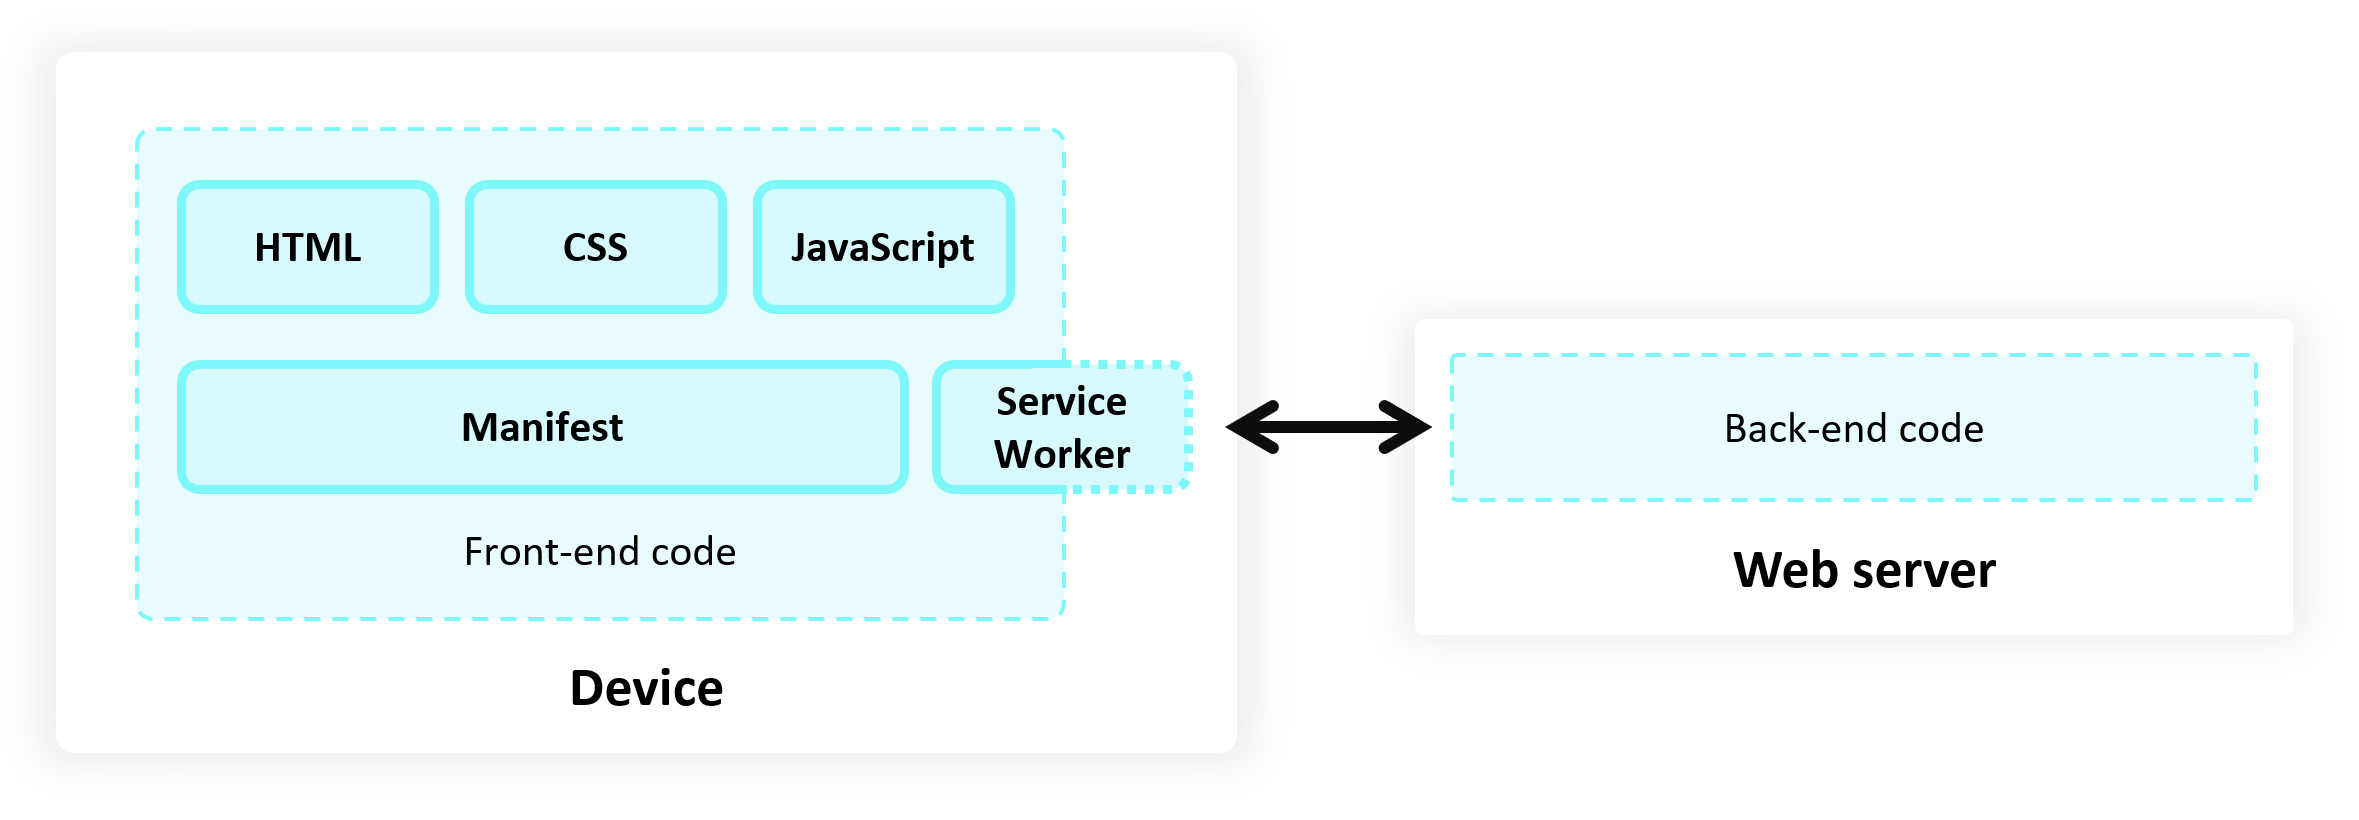 HTML
CSS
JavaScript
Manifest
Service
Worker
Front-end code
Device
Back-end code
Web server